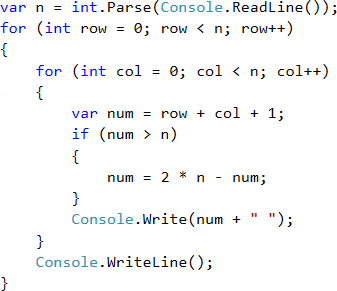 var n = int.Parse(Console.ReadLine());
for (int row = 0; row < n; row++)
{
    for (int col = 0; col < n; col++)
    {
        var num = row + col + 1;
        if (num > n)
        {
            num = 2 * n - num;
        }
        Console.Write(num + " ");
    }
    Console.WriteLine();
}